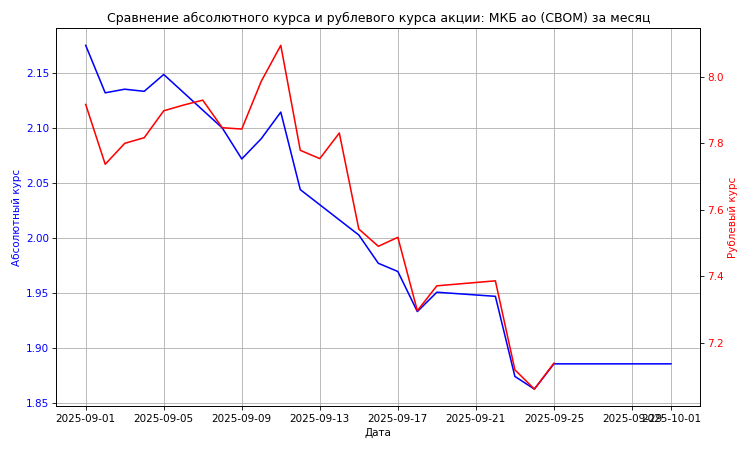 Сравнение абсолютного курса и рублевого курса акции: МКБ ао (CBOM) за месяц
Абсолютный курс
2.15
2.10
2.05
2.00
1.95
1.90
1.85
8.0
7.8
7.6
7.4
7.2
Рублевый курс
2025-09-01 2025-09-05 2025-09-09 2025-09-13 2025-09-17 2025-09-21 2025-09-25 2025-09-29 2025-10-01
Дата